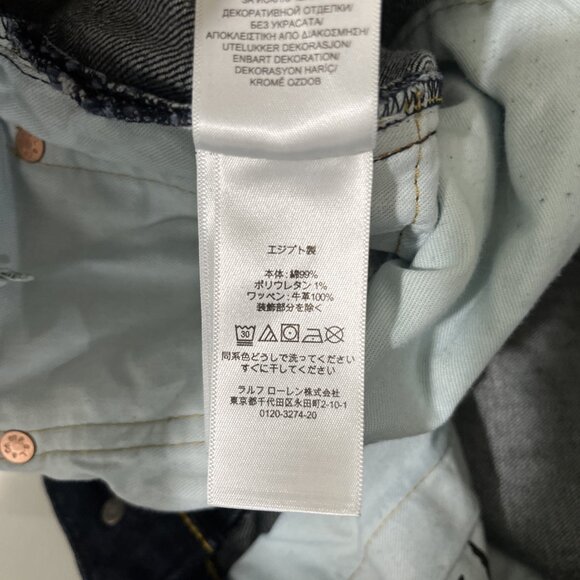 ДЕКОРАТИВНОЙ ОТДЕЛКИ/
БЕЗ УКРАСАТА/
ΑΠΟΚΛΕΙΣΤΙΚΗ ΑΠΟ ΔΙΑΚΟΣΜΗΣΗ/
UTELUKKER DEKORASJON/
ENBART DEKORATION/
DEKORASYON HARİÇ/
KROMĚ OZDOB
エジプト製
本体：綿99%
ポリウレタン 1%
ワッペン：牛革100%
装飾部分を除く
30
同系色どうしで洗ってください
すぐに干してください
ラルフ ローレン株式会社
東京都千代田区永田町2-10-1
0120-3274-20